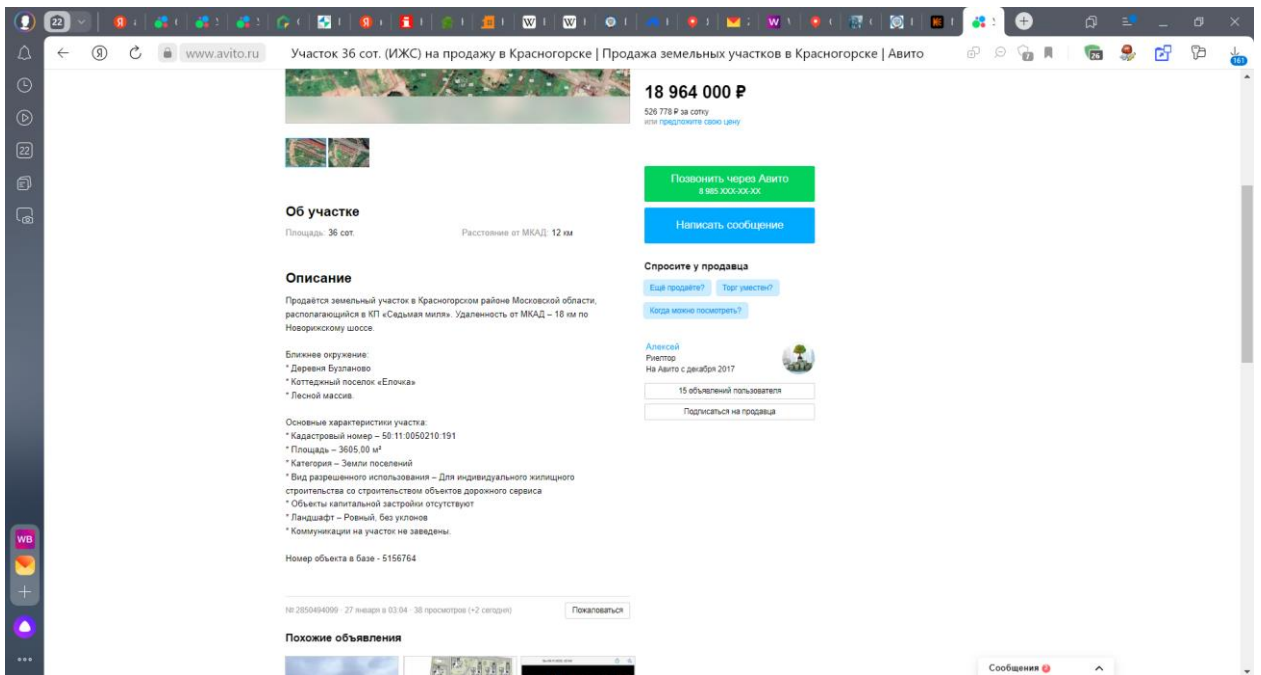 22
www.avito.ru
Участок 36 сот. (ИЖС) на продажу в Красногорске | Продажа земельных участков в Красногорске | Авито
26
161
22
18 964 000 ₽
526 778 ₽ за сотку
или предложите свою цену
Позвонить через Авито
8 985 XXX-XX-XX
Написать сообщение
Об участке
Площадь: 36 сот.
Расстояние от МКАД: 12 км
Описание
Продаётся земельный участок в Красногорском районе Московской области,
располагающийся в КП «Седьмая миля». Удаленность от МКАД – 18 км по
Новорижскому шоссе.
Ближнее окружение:
* Деревня Бузланово
* Коттеджный поселок «Елочка»
* Лесной массив.
Основные характеристики участка:
* Кадастровый номер – 50:11:0050210:191
* Площадь – 3605,00 м²
* Категория – Земли поселений
* Вид разрешенного использования – Для индивидуального жилищного
строительства со строительством объектов дорожного сервиса
* Объекты капитальной застройки отсутствуют
* Ландшафт – Ровный, без уклонов
* Коммуникации на участок не заведены.
Номер объекта в базе - 5156764
Спросите у продавца
Ещё продаёте?
Торг уместен?
Когда можно посмотреть?
Алексей
Риелтор
На Авито с декабря 2017
15 объявлений пользователя
Подписаться на продавца
№ 2850494099 · 27 января в 03:04 · 38 просмотров (+2 сегодня)
Пожаловаться
Похожие объявления
WB
Сообщения